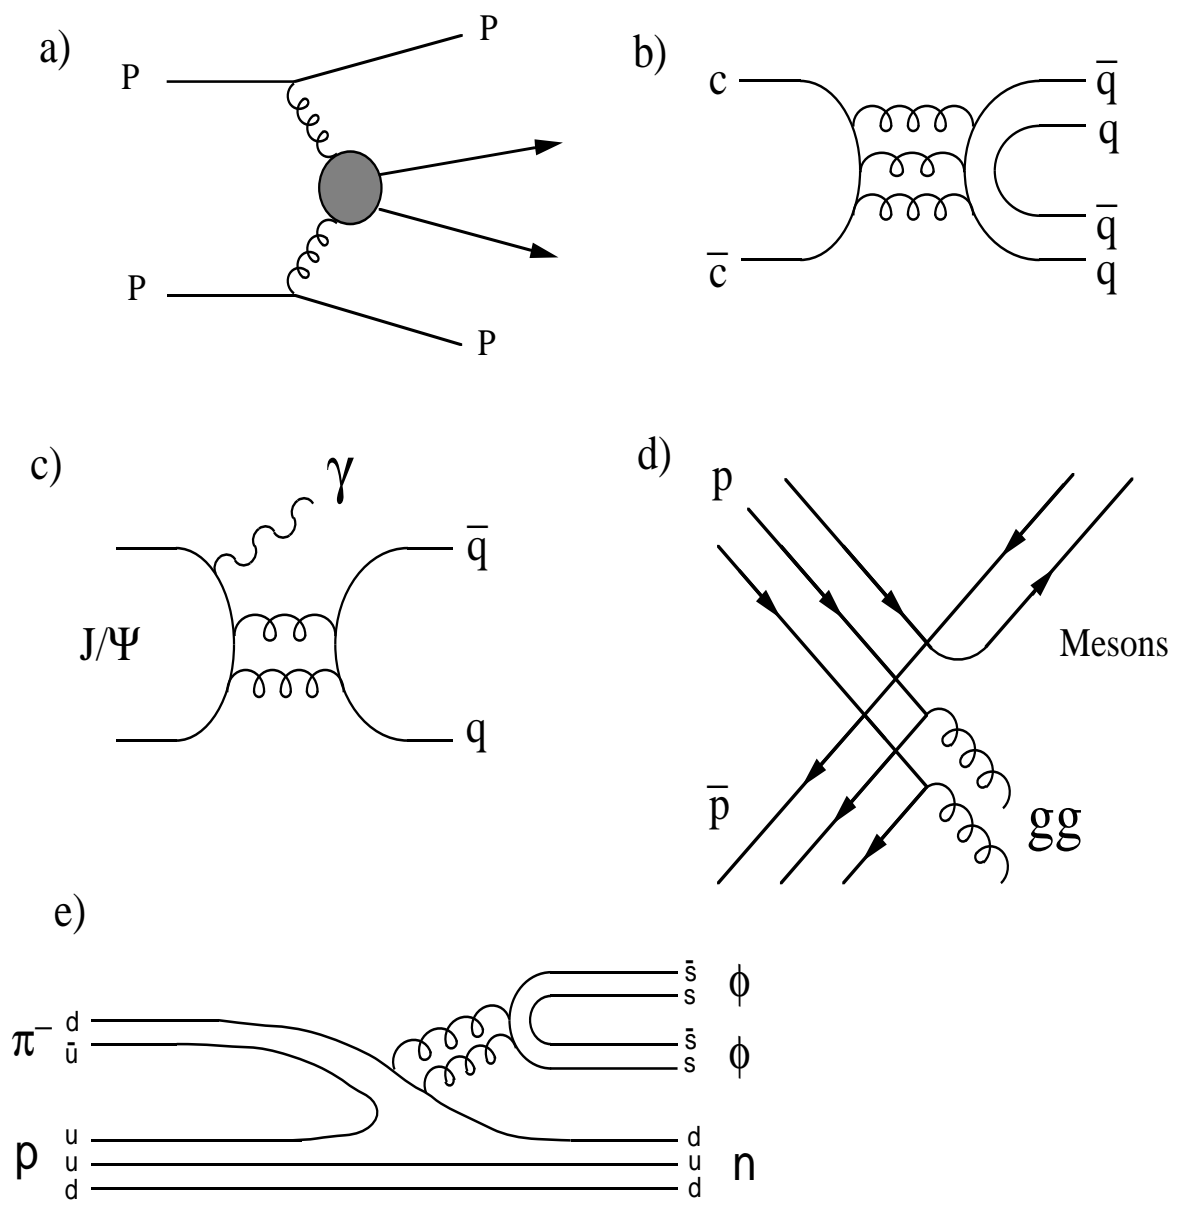 a)
P
P
P
P
b)
c
q̄
q
c̄
q̄
q
c)
γ
J/Ψ
q̄
q
d)
p
Mesons
p̄
gg
e)
π⁻
d
ū
s̄
s
ϕ
s̄
s
ϕ
p
u
u
d
d
u
d
n